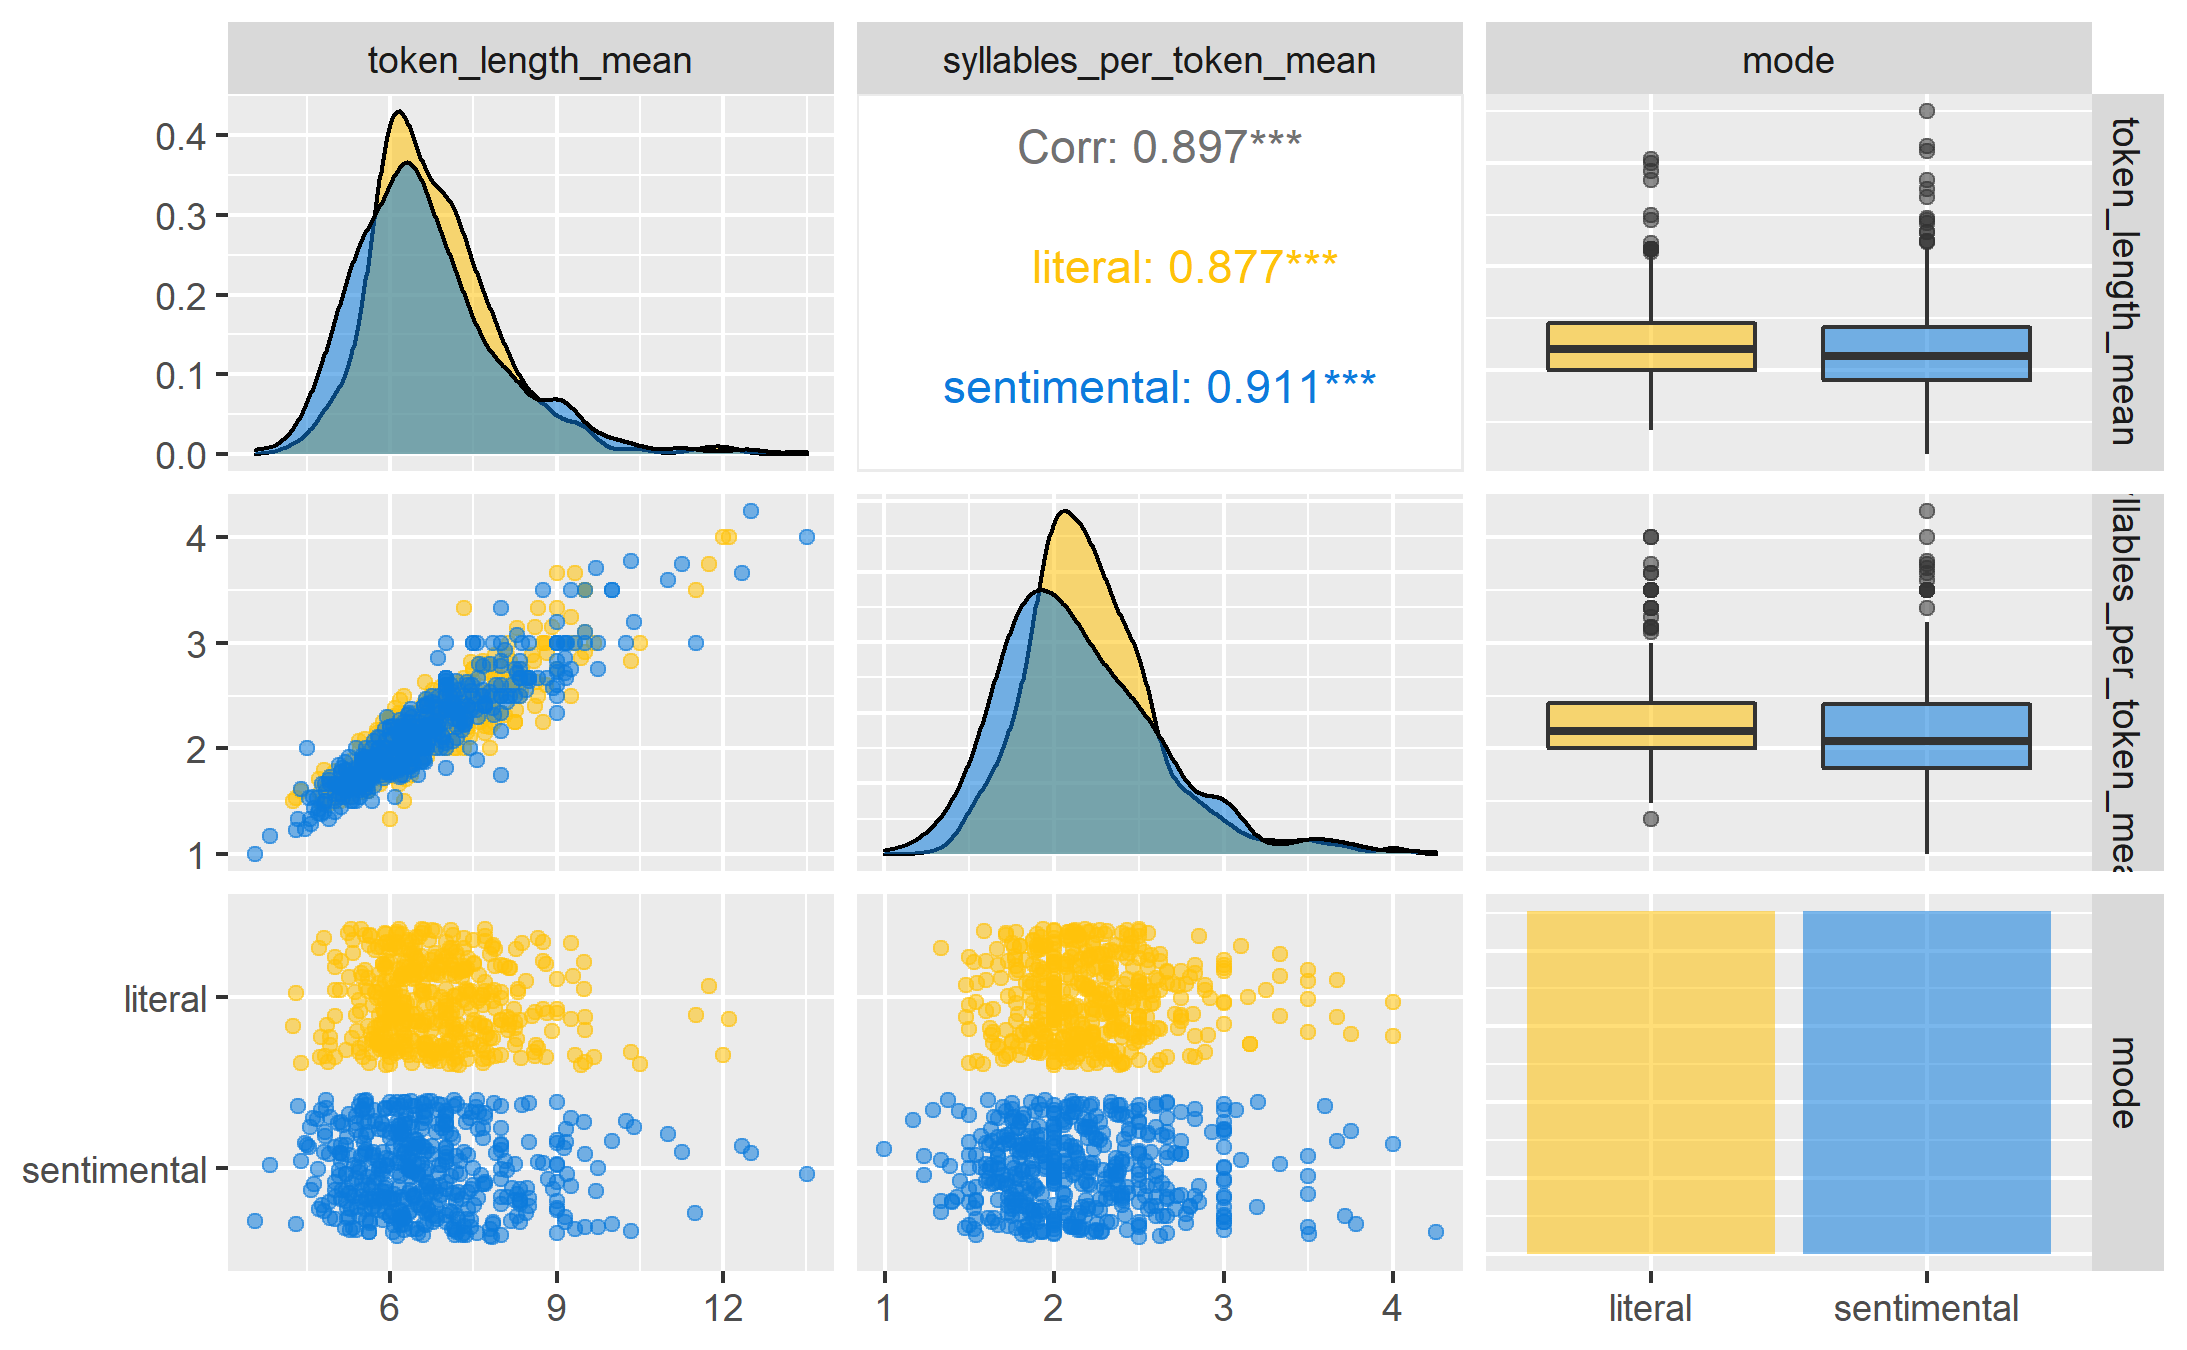 token_length_mean syllables_per_token_mean mode
0.4
0.3
0.2
0.1
0.0
Corr: 0.897***
literal: 0.877***
sentimental: 0.911***
token_length_mean
4
3
2
1
llables_per_token_mea
literal
sentimental
mode
6 9 12 1 2 3 4 literal sentimental